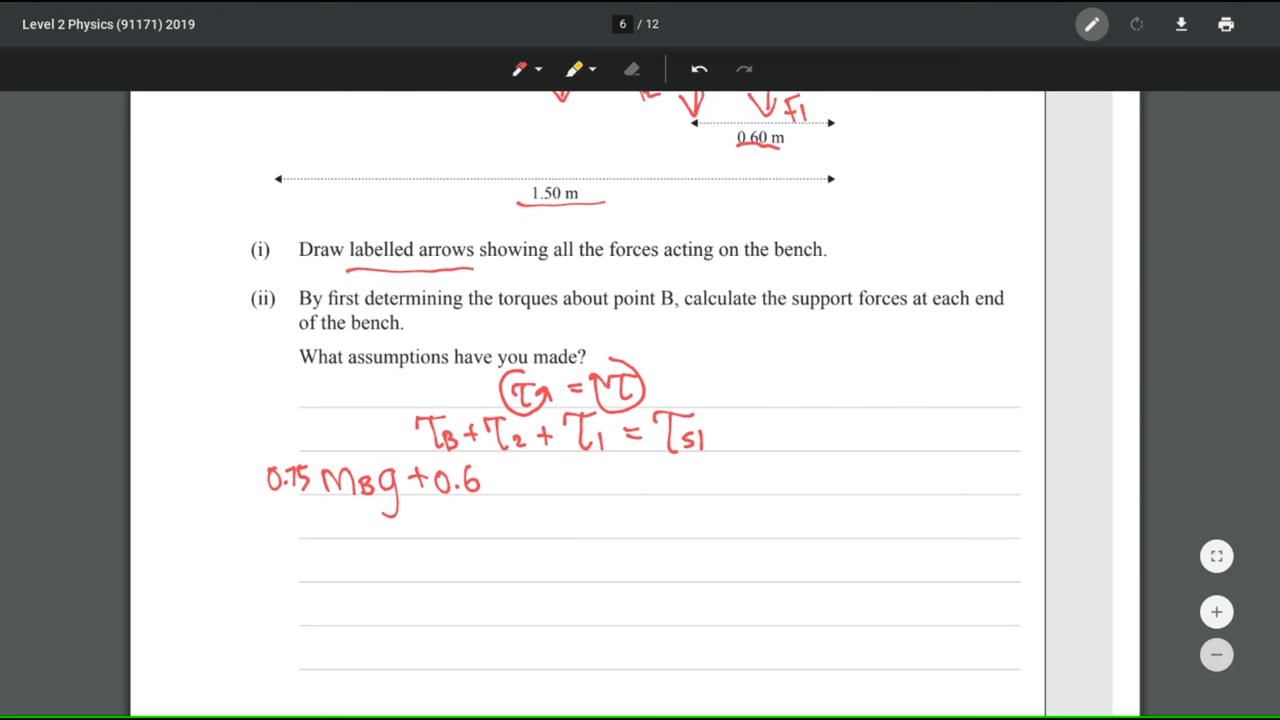 Level 2 Physics (91171) 2019
6 / 12
F1
0.60 m
1.50 m
(i) Draw labelled arrows showing all the forces acting on the bench.
(ii) By first determining the torques about point B, calculate the support forces at each end
of the bench.
What assumptions have you made?
τB + τ2 + τ1 = τS1
0.75 MBg + 0.6